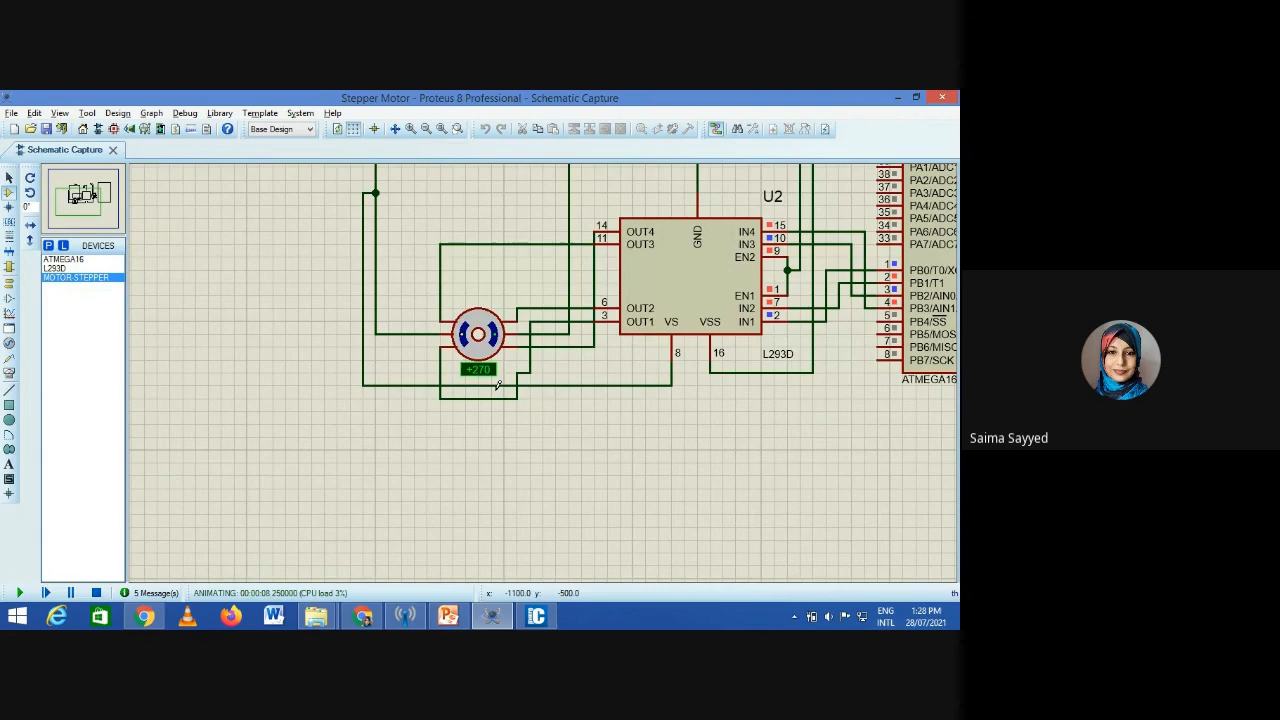 Stepper Motor - Proteus 8 Professional - Schematic Capture
File Edit View Tool Design Graph Debug Library Template System Help
Base Design
Schematic Capture
0°
P L DEVICES
ATMEGA16
L293D
MOTOR-STEPPER
U2
14 OUT4 GND IN4 15
11 OUT3 IN3 10
EN2 9
EN1 1
6 OUT2 IN2 7
3 OUT1 VS VSS IN1 2
8 16 L293D
+270
PA1/ADC1
38 PA2/ADC2
37 PA3/ADC3
36 PA4/ADC4
35 PA5/ADC5
34 PA6/ADC6
33 PA7/ADC7
1 PB0/T0/XC
2 PB1/T1
3 PB2/AIN0
4 PB3/AIN1
5 PB4/SS
6 PB5/MOS
7 PB6/MISO
8 PB7/SCK
ATMEGA16
Saima Sayyed
5 Message(s) ANIMATING: 00:00:08.250000 (CPU load 3%) x: -1100.0 y: -500.0 th
ENG
INTL
1:28 PM
28/07/2021